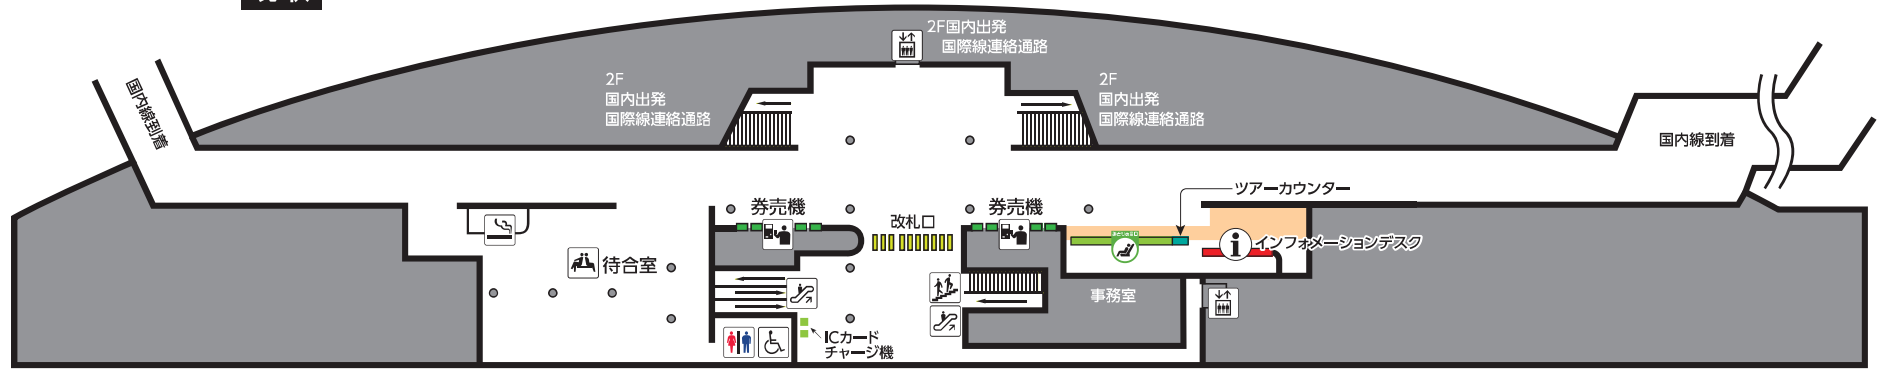 2F国内出発
国際線連絡通路
2F
国内出発
国際線連絡通路
2F
国内出発
国際線連絡通路
国内線到着
国内線到着
ツアーカウンター
券売機
改札口
券売機
インフォメーションデスク
待合室
事務室
ICカード
チャージ機